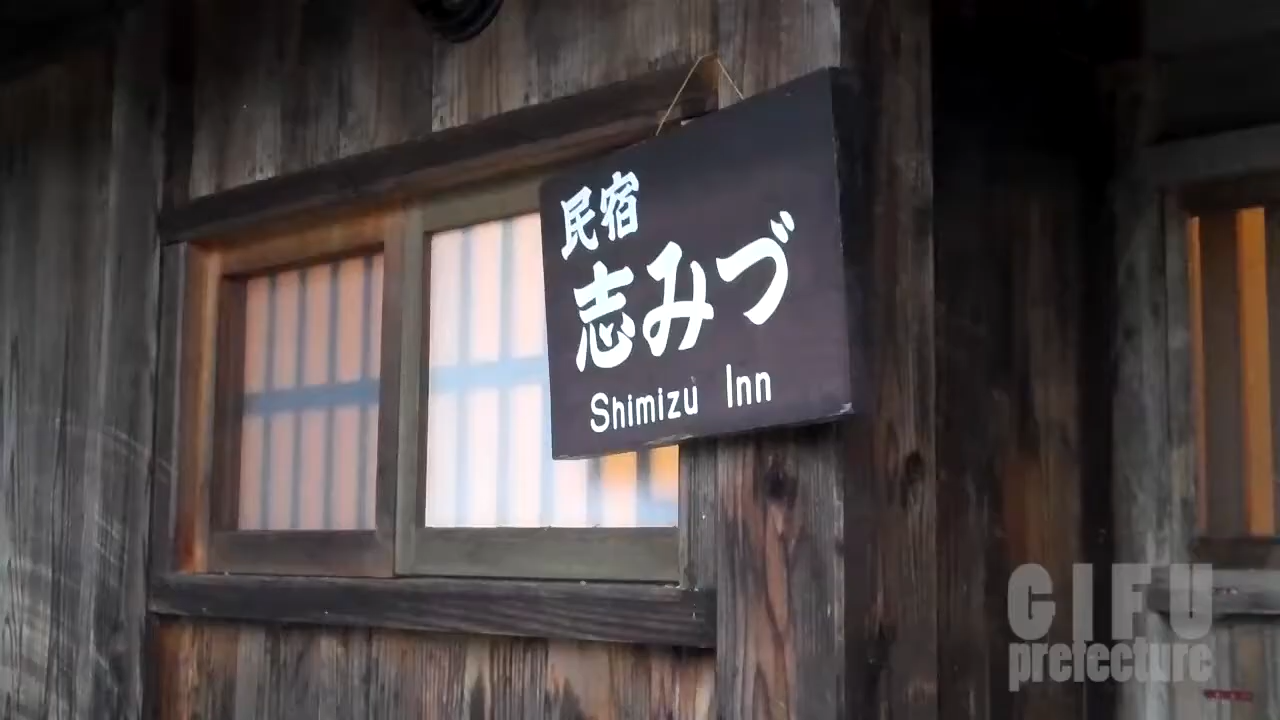 民宿
志みづ
Shimizu Inn
GIFU
prefecture